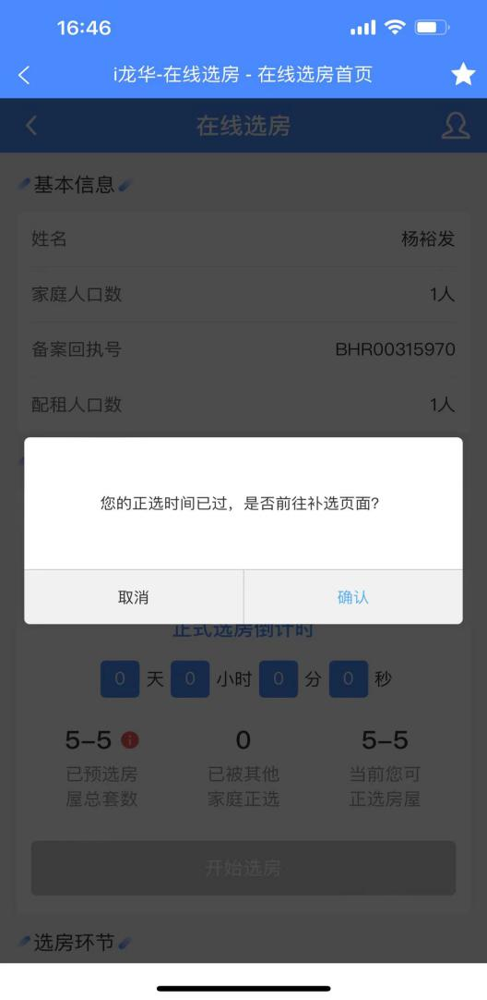 16:46
i龙华-在线选房 - 在线选房首页
在线选房
基本信息
姓名 杨裕发
家庭人口数 1人
备案回执号 BHR00315970
配租人口数 1人
您的正选时间已过，是否前往补选页面?
取消 确认
正式选房倒计时
0 天 0 小时 0 分 0 秒
5-5 0 5-5
已预选房 已被其他 当前您可
屋总套数 家庭正选 正选房屋
开始选房
选房环节